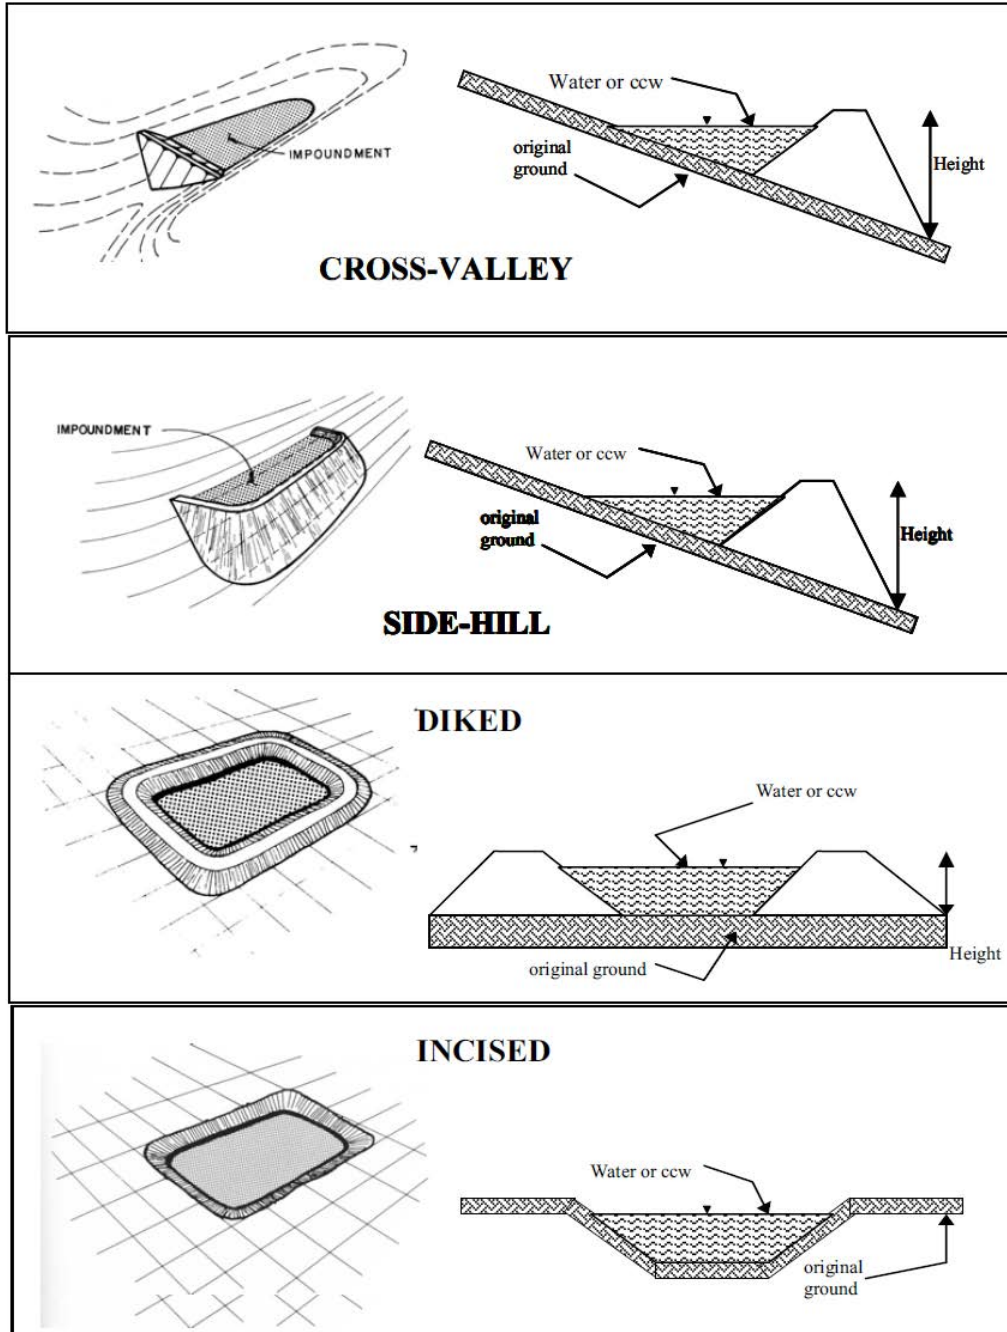 Water or ccw
IMPOUNDMENT
original
ground
Height
CROSS-VALLEY
IMPOUNDMENT
Water or ccw
original
ground
Height
SIDE-HILL
DIKED
Water or ccw
Height
original ground
INCISED
Water or ccw
original
ground